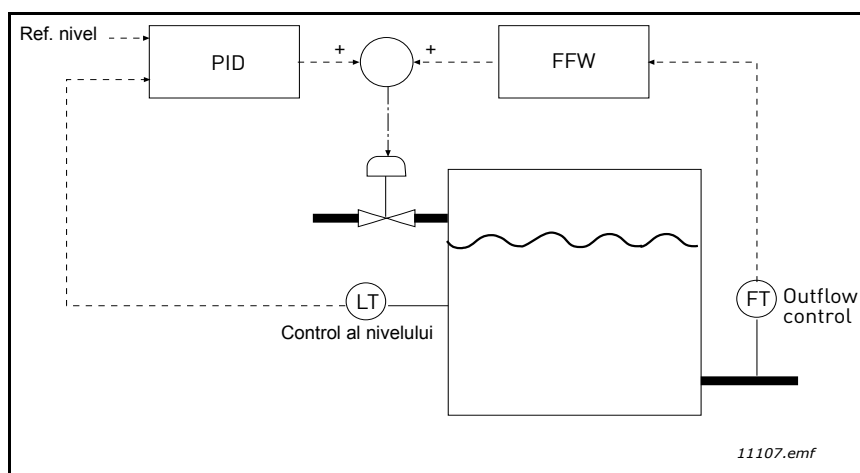 Ref. nivel
PID
+
+
FFW
LT
Control al nivelului
FT
Outflow
control
11107.emf